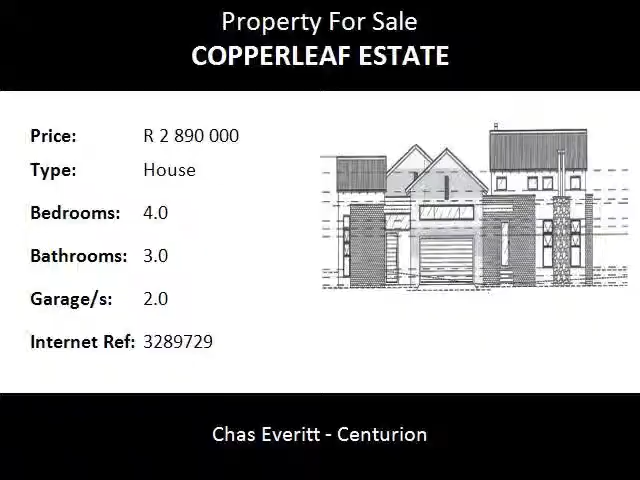 Property For Sale
COPPERLEAF ESTATE
Price: R 2 890 000
Type: House
Bedrooms: 4.0
Bathrooms: 3.0
Garage/s: 2.0
Internet Ref: 3289729
Chas Everitt - Centurion